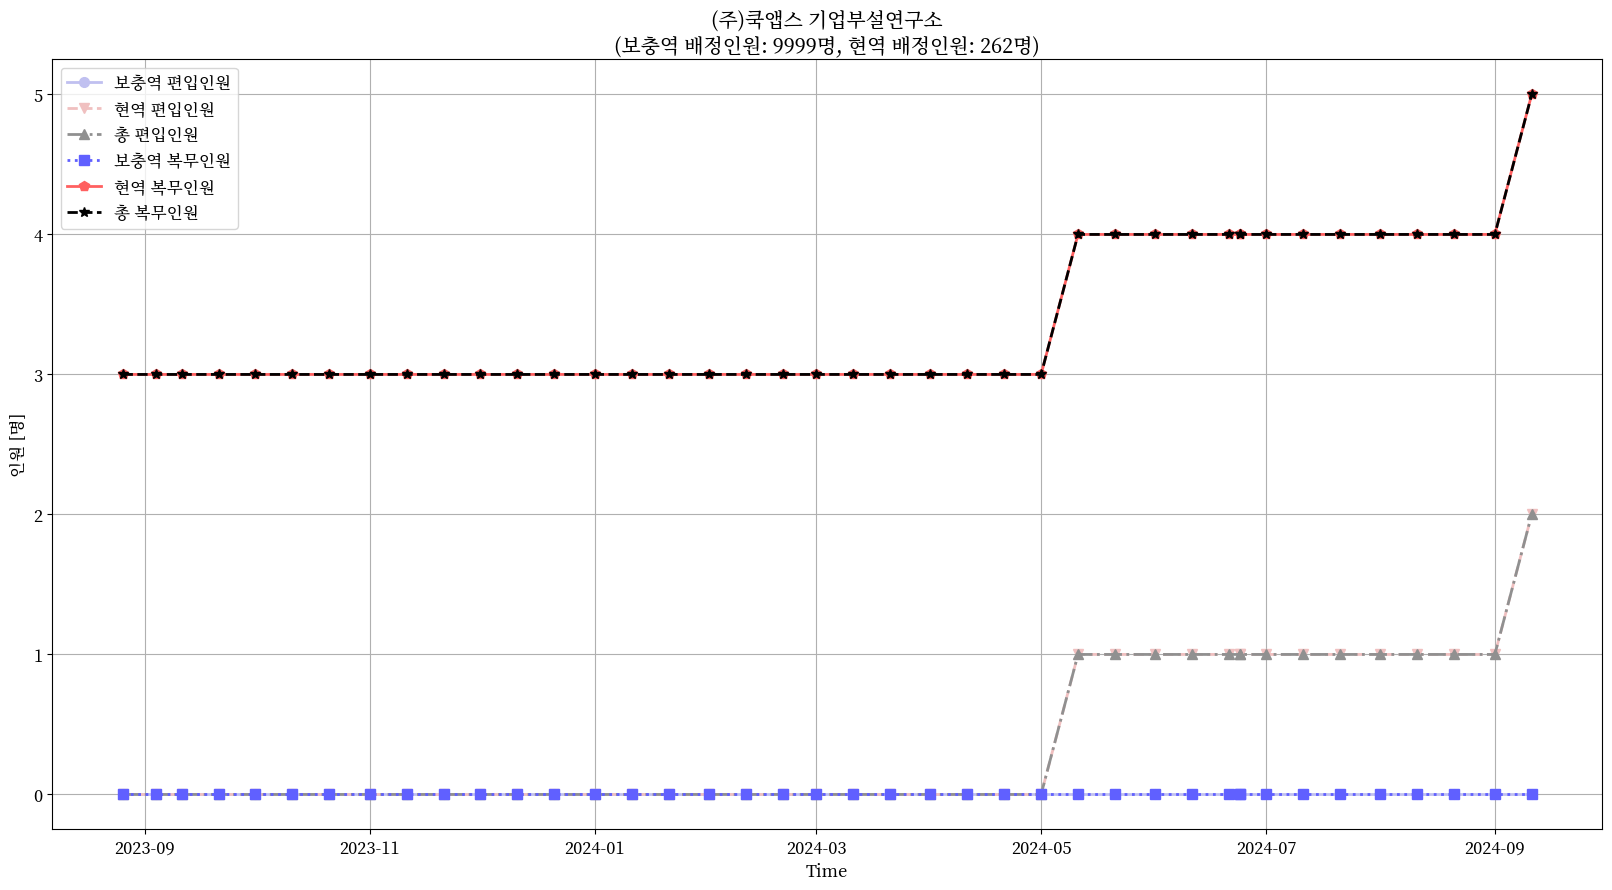 (주)쿡앱스 기업부설연구소
(보충역 배정인원: 9999명, 현역 배정인원: 262명)
보충역 편입인원
현역 편입인원
총 편입인원
보충역 복무인원
현역 복무인원
총 복무인원
인원 [명]
5
4
3
2
1
0
2023-09
2023-11
2024-01
2024-03
2024-05
2024-07
2024-09
Time